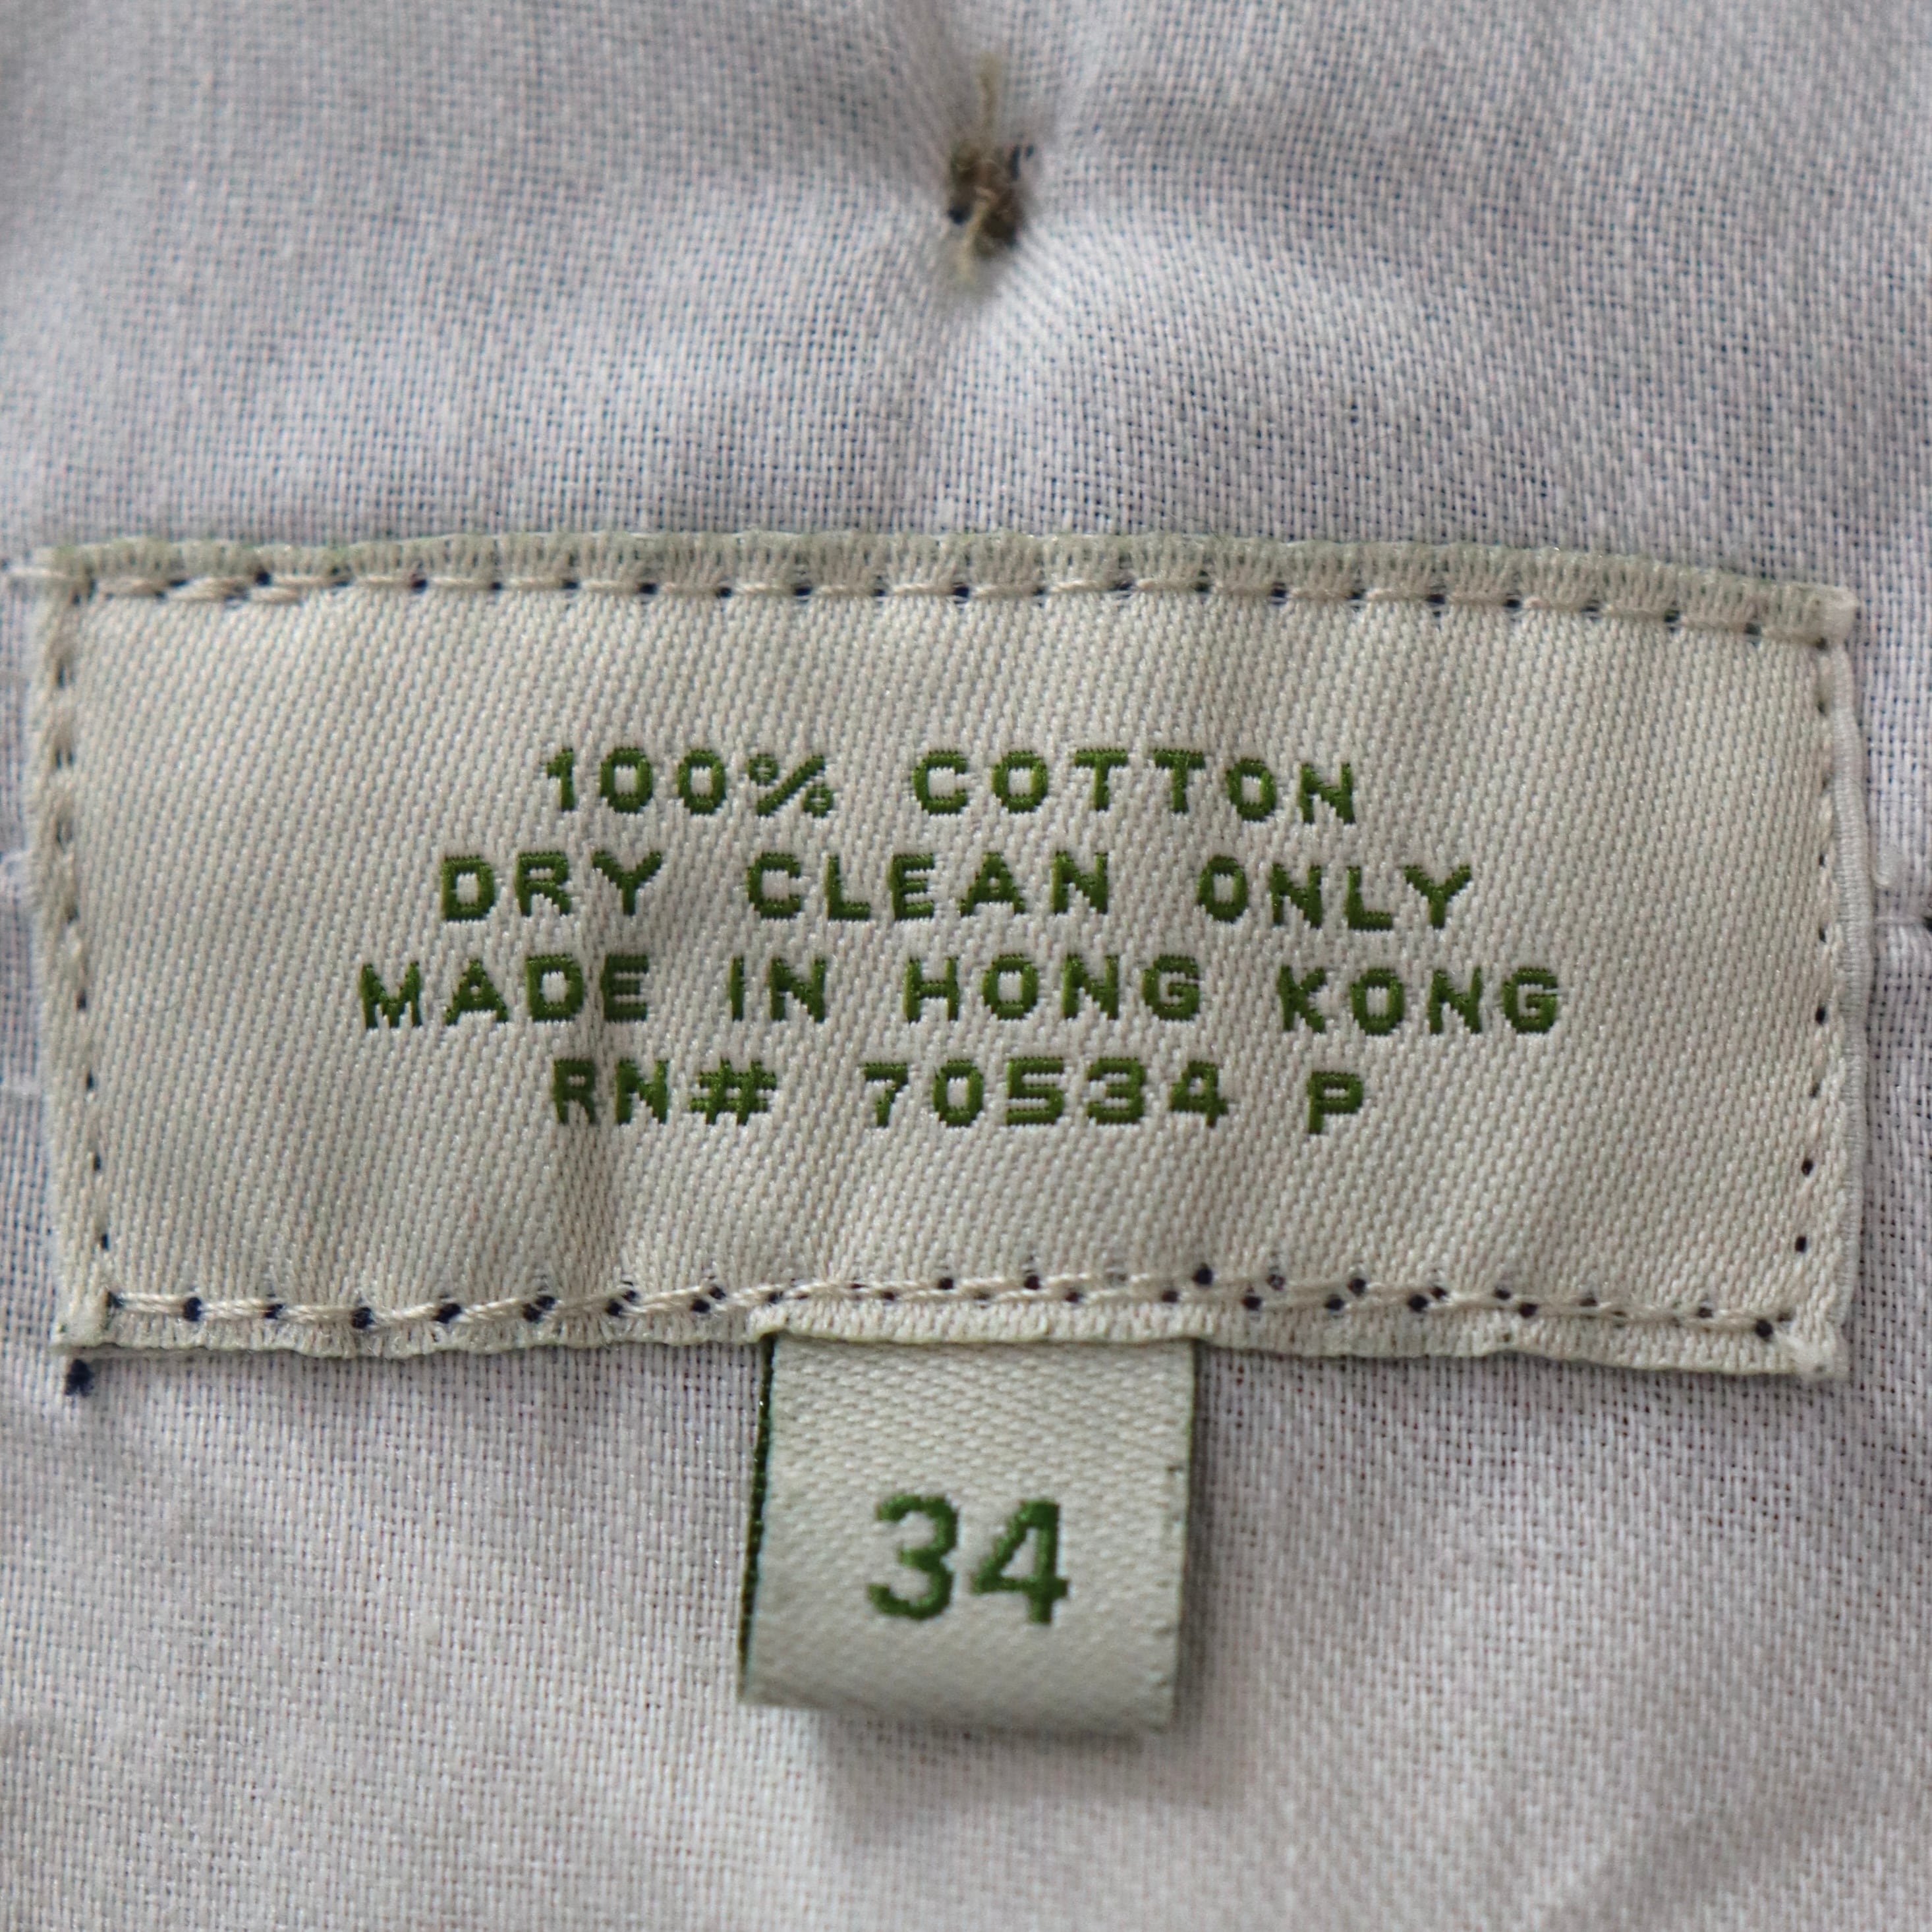 100% COTTON
DRY CLEAN ONLY
MADE IN HONG KONG
RN# 70534 P
34